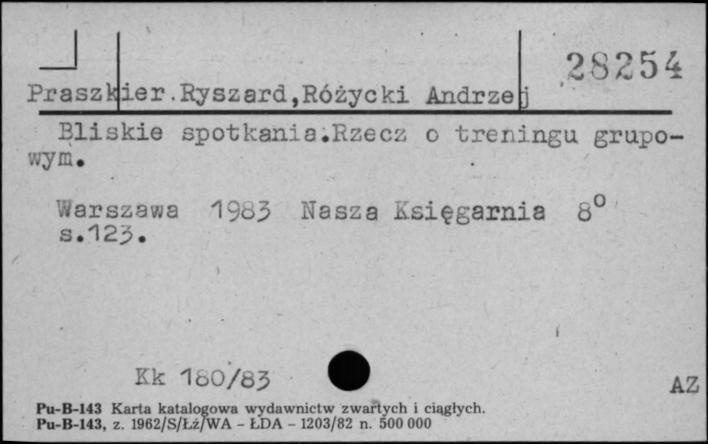 28254
Praszkier.Ryszard,Różycki Andrzej
Bliskie spotkania.Rzecz o treningu grupo-
wym.
Warszawa 1983 Nasza Księgarnia 8°
s.123.
Kk 180/83
AZ
Pu-B-143 Karta katalogowa wydawnictw zwartych i ciągłych.
Pu-B-143, z. 1962/S/Łź/WA - ŁDA - 1203/82 n. 500 000